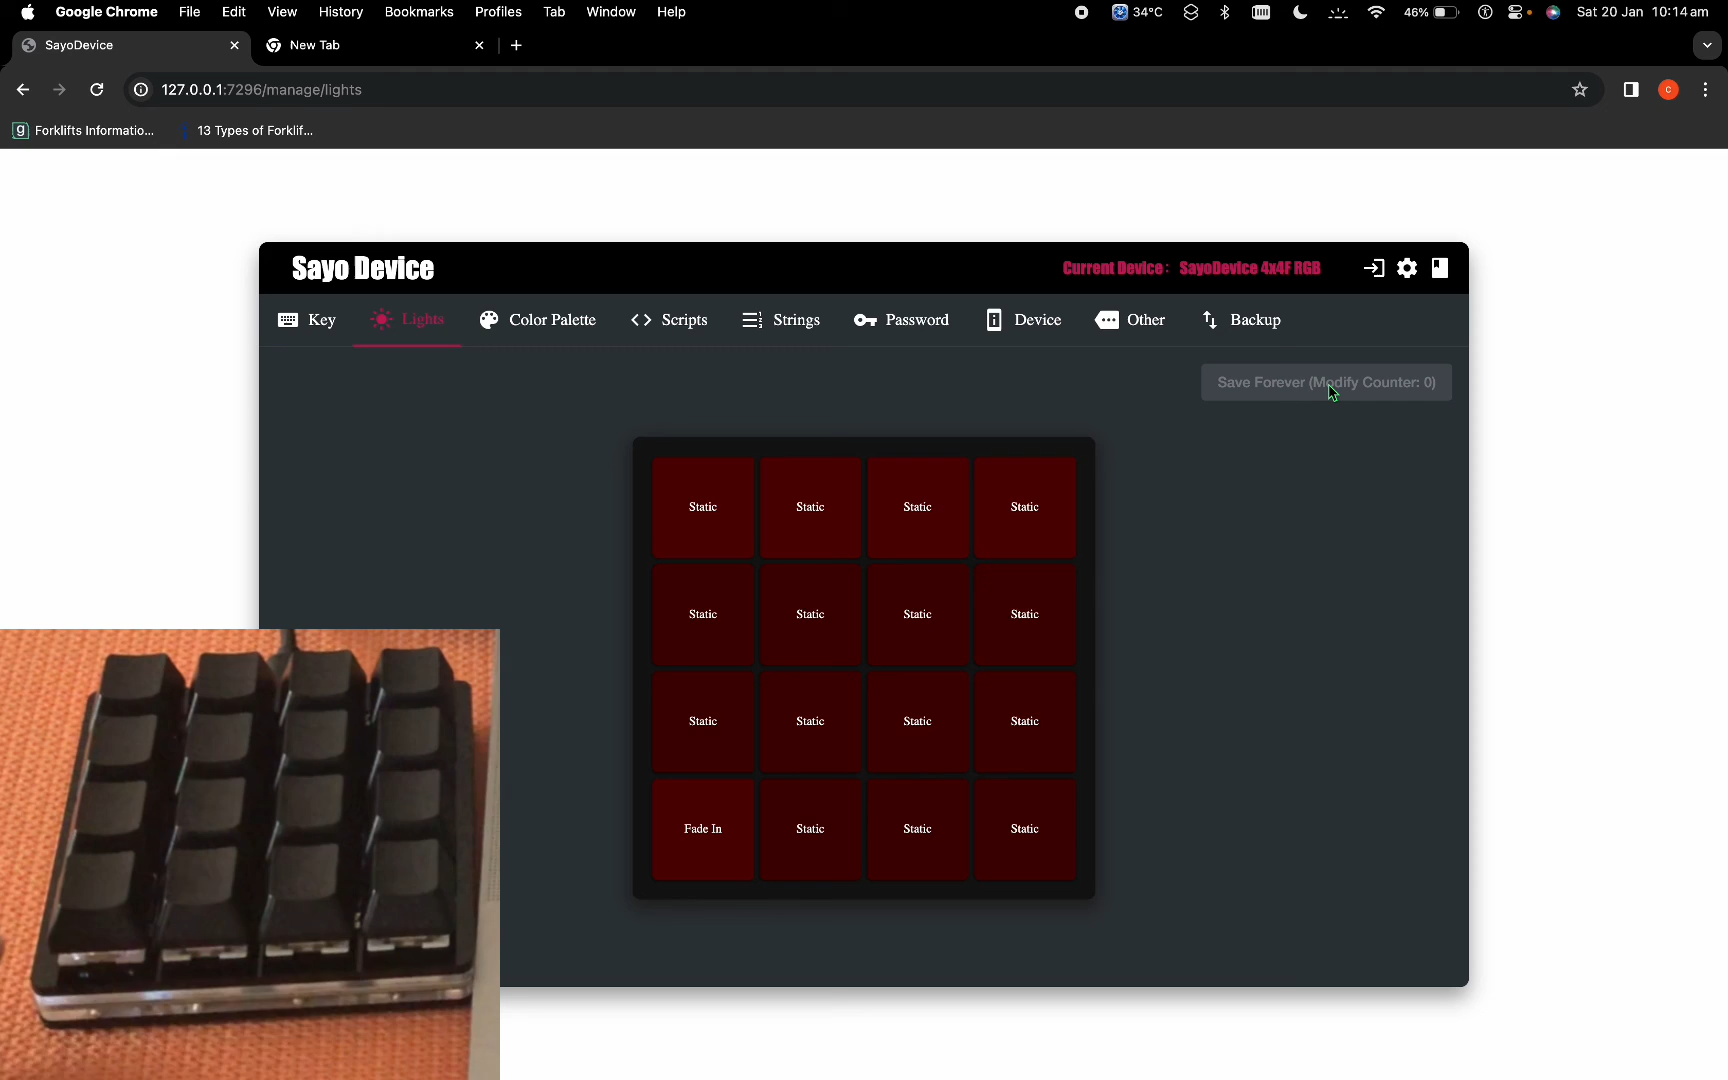 Google Chrome File Edit View History Bookmarks Profiles Tab Window Help 34°C 46% Sat 20 Jan 10:14am
SayoDevice New Tab
127.0.0.1:7296/manage/lights C
g Forklifts Informatio... 13 Types of Forklif...
Sayo Device Current Device: SayoDevice 4x4F RGB
Key Lights Color Palette Scripts Strings Password Device Other Backup
Save Forever (Modify Counter: 0)
Static Static Static Static
Static Static Static Static
Static Static Static Static
Fade In Static Static Static